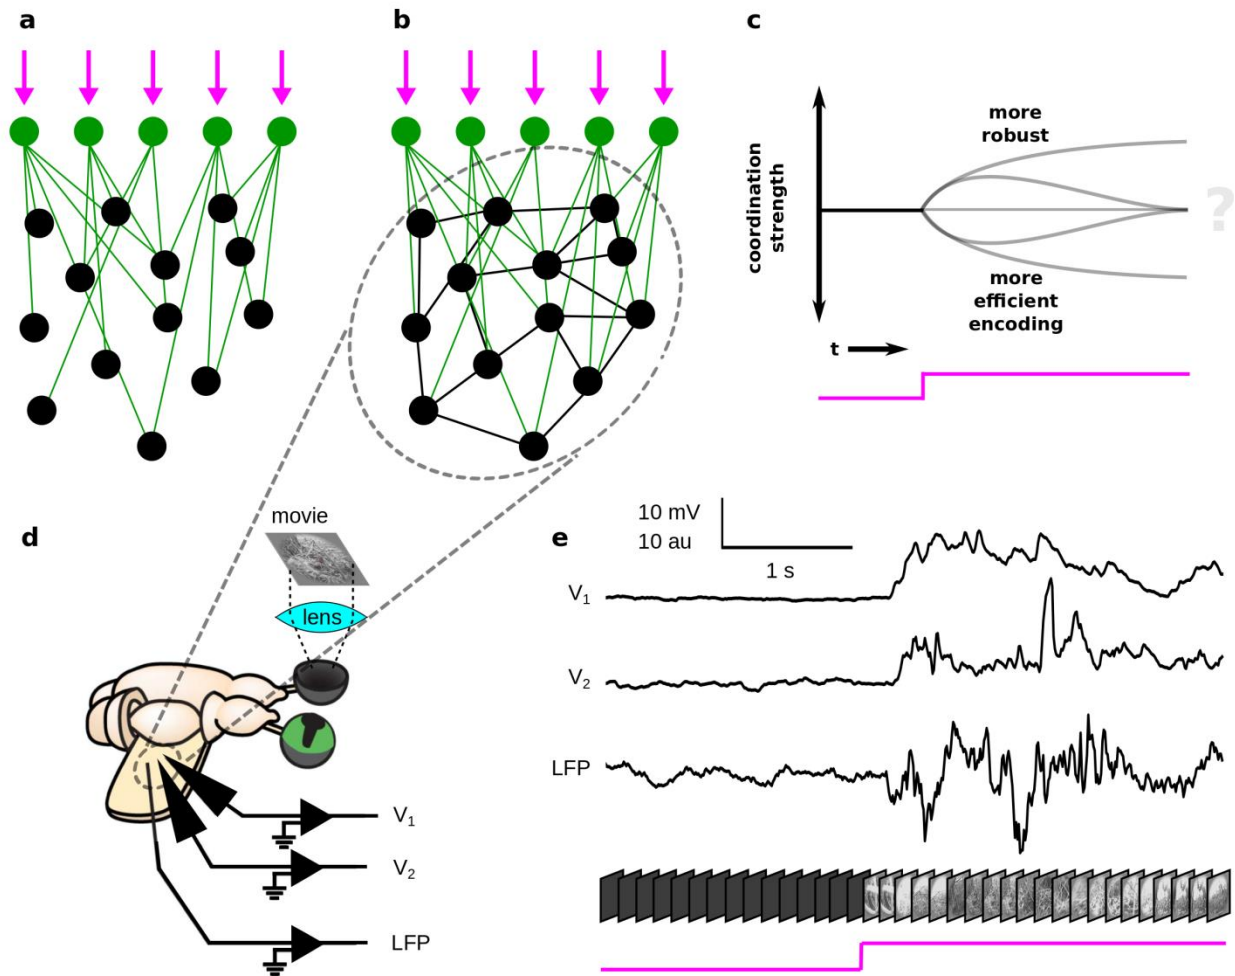 a
b
c
more
robust
coordination
strength
?
more
efficient
encoding
t
d
movie
lens
V1
V2
LFP
e
10 mV
10 au
1 s
V1
V2
LFP